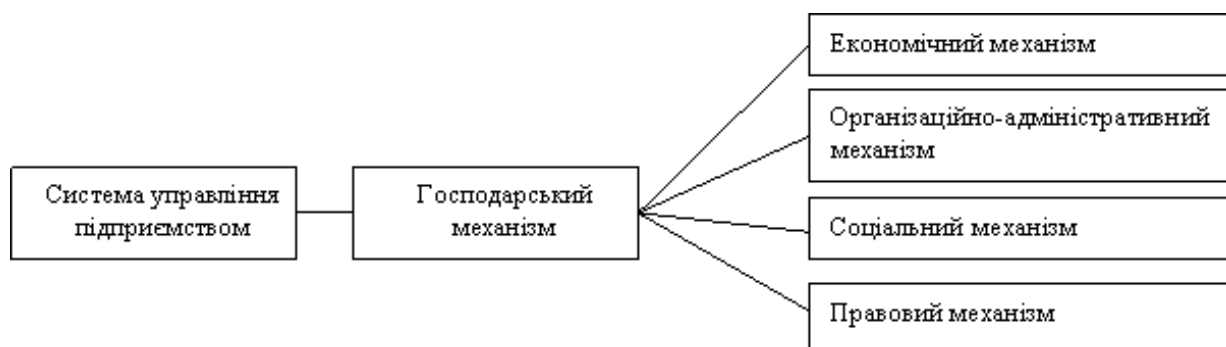 Система управління
підприємством
Господарський
механізм
Економічний механізм
Організаційно-адміністративний
механізм
Соціальний механізм
Правовий механізм